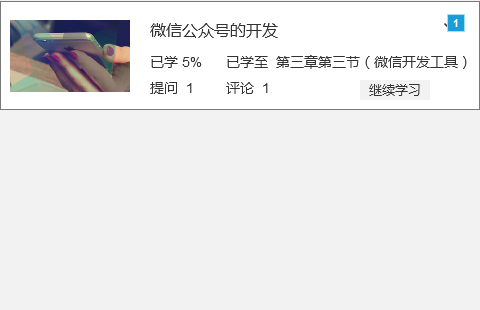 微信公众号的开发
1
已学 5% 已学至 第三章第三节（微信开发工具）
提问 1 评论 1
继续学习